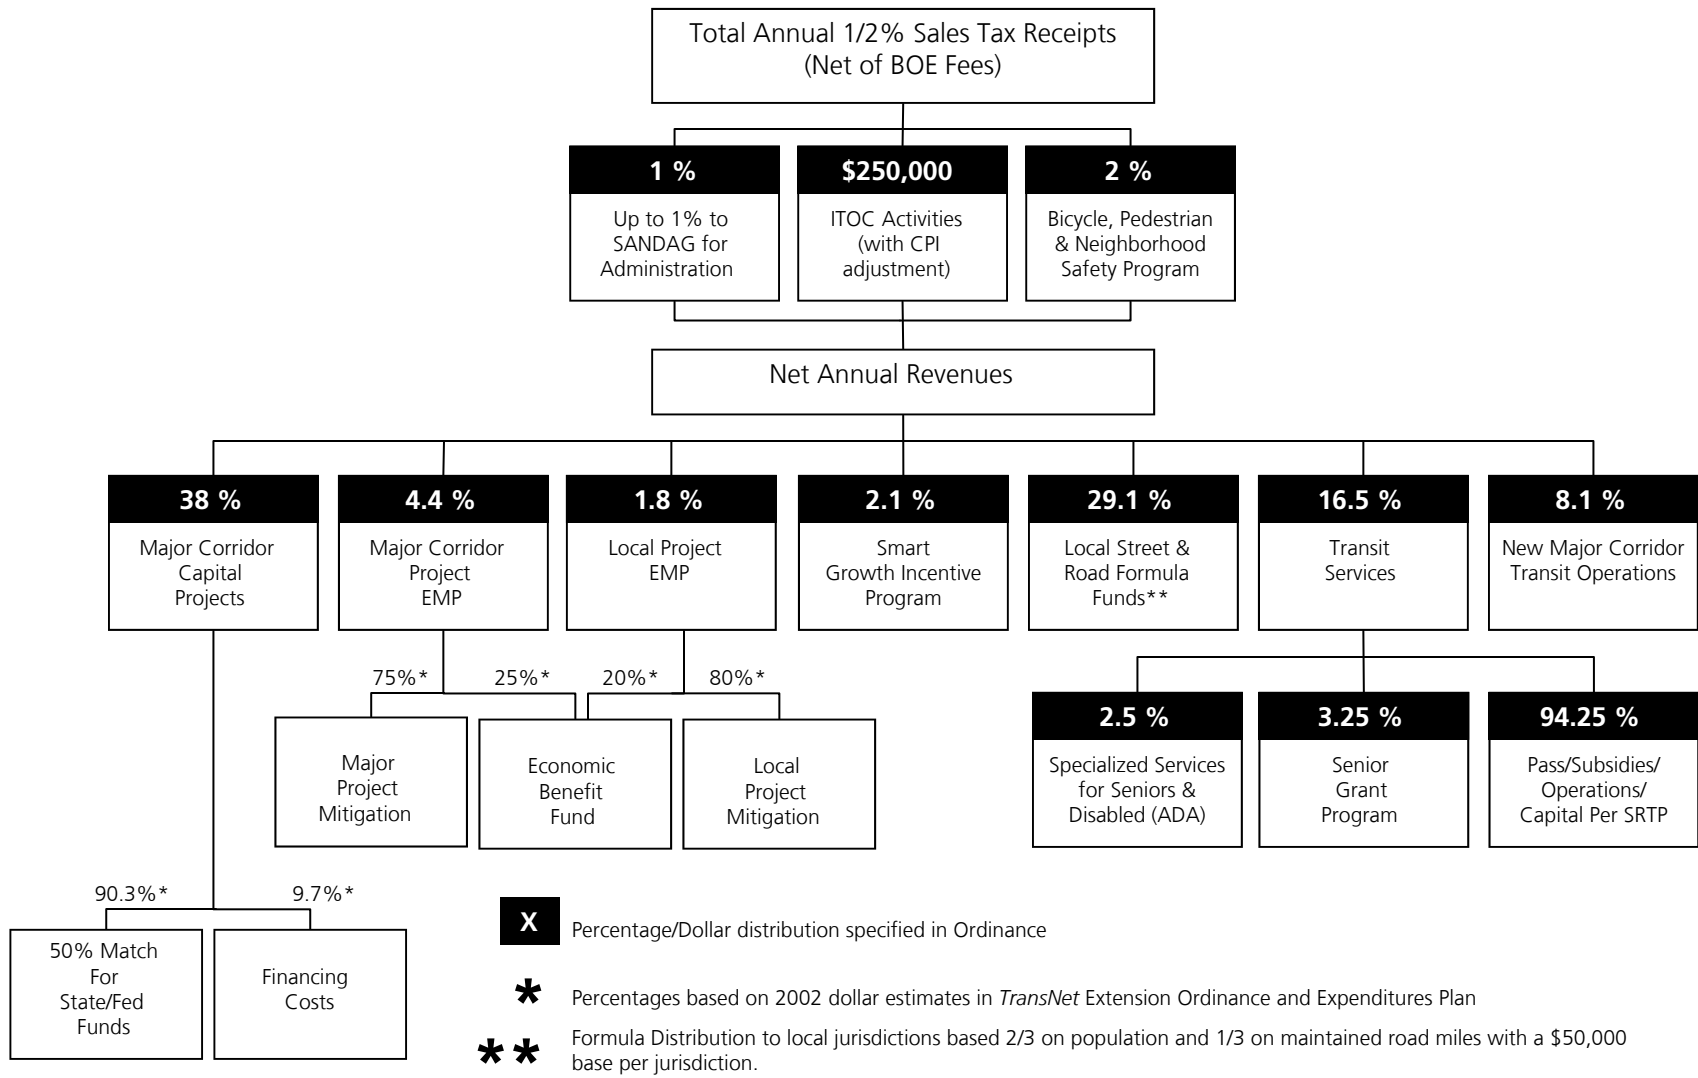 Total Annual 1/2% Sales Tax Receipts
(Net of BOE Fees)
1 %
Up to 1% to
SANDAG for
Administration
$250,000
ITOC Activities
(with CPI
adjustment)
2 %
Bicycle, Pedestrian
& Neighborhood
Safety Program
Net Annual Revenues
38 %
Major Corridor
Capital
Projects
4.4 %
Major Corridor
Project
EMP
1.8 %
Local Project
EMP
2.1 %
Smart
Growth Incentive
Program
29.1 %
Local Street &
Road Formula
Funds**
16.5 %
Transit
Services
8.1 %
New Major Corridor
Transit Operations
75%*
25%*
20%*
80%*
Major
Project
Mitigation
Economic
Benefit
Fund
Local
Project
Mitigation
2.5 %
Specialized Services
for Seniors &
Disabled (ADA)
3.25 %
Senior
Grant
Program
94.25 %
Pass/Subsidies/
Operations/
Capital Per SRTP
90.3%*
9.7%*
50% Match
For
State/Fed
Funds
Financing
Costs
X Percentage/Dollar distribution specified in Ordinance
* Percentages based on 2002 dollar estimates in TransNet Extension Ordinance and Expenditures Plan
** Formula Distribution to local jurisdictions based 2/3 on population and 1/3 on maintained road miles with a $50,000
base per jurisdiction.